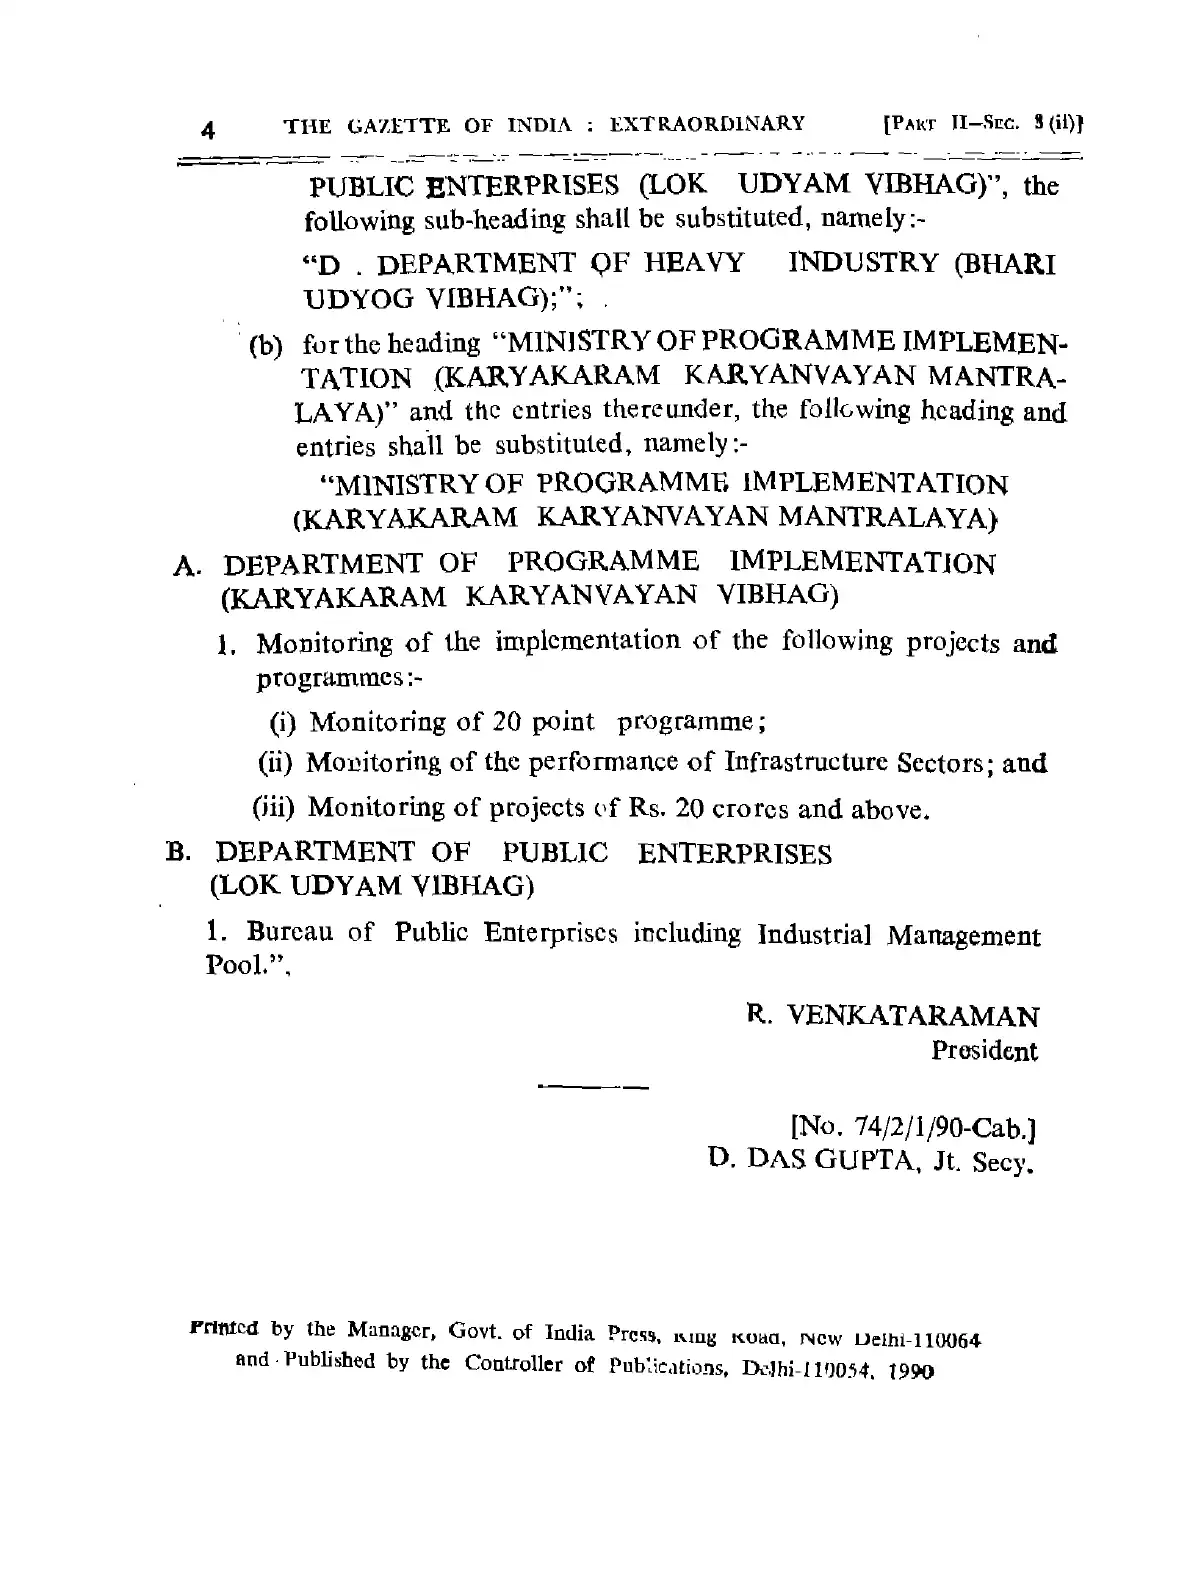 4 THE GAZETTE OF INDIA : EXTRAORDINARY [PART II—SEC. 3 (ii)]
PUBLIC ENTERPRISES (LOK UDYAM VIBHAG)”, the
following sub-heading shall be substituted, namely:-
“D . DEPARTMENT OF HEAVY INDUSTRY (BHARI
UDYOG VIBHAG);”;
(b) for the heading “MINISTRY OF PROGRAMME IMPLEMEN-
TATION (KARYAKARAM KARYANVAYAN MANTRA-
LAYA)” and the entries thereunder, the following heading and
entries shall be substituted, namely:-
“MINISTRY OF PROGRAMME IMPLEMENTATION
(KARYAKARAM KARYANVAYAN MANTRALAYA)
A. DEPARTMENT OF PROGRAMME IMPLEMENTATION
(KARYAKARAM KARYANVAYAN VIBHAG)
1. Monitoring of the implementation of the following projects and
programmes:-
(i) Monitoring of 20 point programme;
(ii) Monitoring of the performance of Infrastructure Sectors; and
(iii) Monitoring of projects of Rs. 20 crores and above.
B. DEPARTMENT OF PUBLIC ENTERPRISES
(LOK UDYAM VIBHAG)
1. Bureau of Public Enterprises including Industrial Management
Pool.”.
R. VENKATARAMAN
President
[No. 74/2/1/90-Cab.]
D. DAS GUPTA, Jt. Secy.
Printed by the Manager, Govt. of India Press, Ring Road, New Delhi-110064
and Published by the Controller of Publications, Delhi-110054, 1990